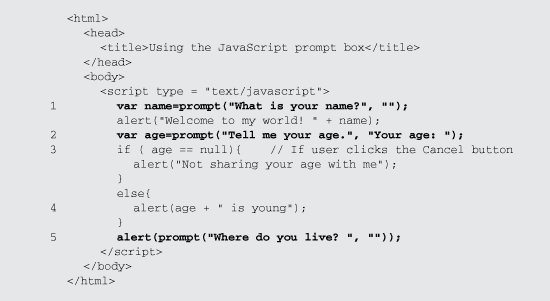 <html>
<head>
<title>Using the JavaScript prompt box</title>
</head>
<body>
<script type = "text/javascript">
1 var name=prompt("What is your name?", "");
alert("Welcome to my world! " + name);
2 var age=prompt("Tell me your age.", "Your age: ");
3 if ( age == null){ // If user clicks the Cancel button
alert("Not sharing your age with me");
}
else{
4 alert(age + " is young");
}
5 alert(prompt("Where do you live? ", ""));
</script>
</body>
</html>